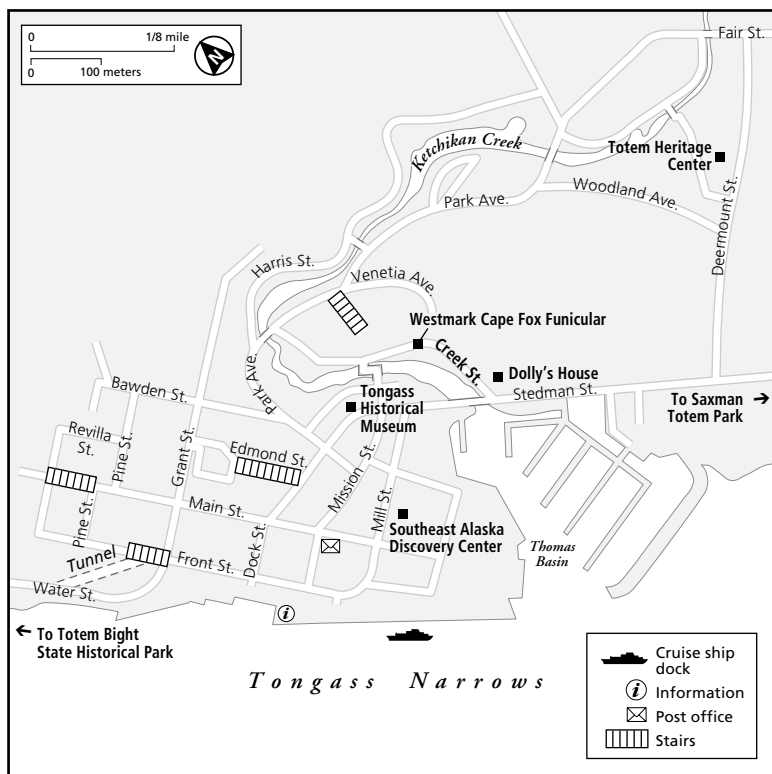 0 1/8 mile
0 100 meters
N
Fair St.
Ketchikan Creek
Totem Heritage
Center
Woodland Ave.
Park Ave.
Deermount St.
Harris St.
Venetia Ave.
Westmark Cape Fox Funicular
Creek St.
Dolly's House
Stedman St.
To Saxman
Totem Park
Park Ave.
Bawden St.
Tongass
Historical
Museum
Revilla
St.
Pine St.
Grant St.
Edmond St.
Mission St.
Main St.
Mill St.
Pine St.
Dock St.
Southeast Alaska
Discovery Center
Thomas
Basin
Tunnel
Front St.
Water St.
i
To Totem Bight
State Historical Park
Tongass Narrows
Cruise ship
dock
i Information
Post office
Stairs